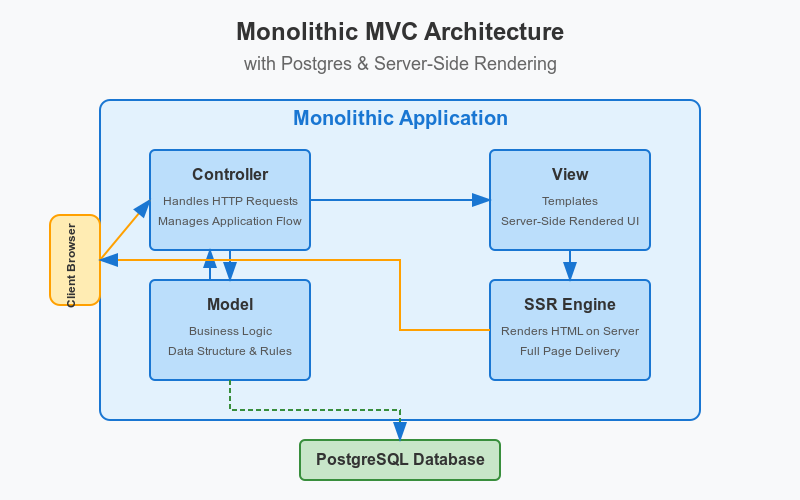 Monolithic MVC Architecture
with Postgres & Server-Side Rendering
Monolithic Application
Controller
Handles HTTP Requests
Manages Application Flow
View
Templates
Server-Side Rendered UI
Client Browser
Model
Business Logic
Data Structure & Rules
SSR Engine
Renders HTML on Server
Full Page Delivery
PostgreSQL Database